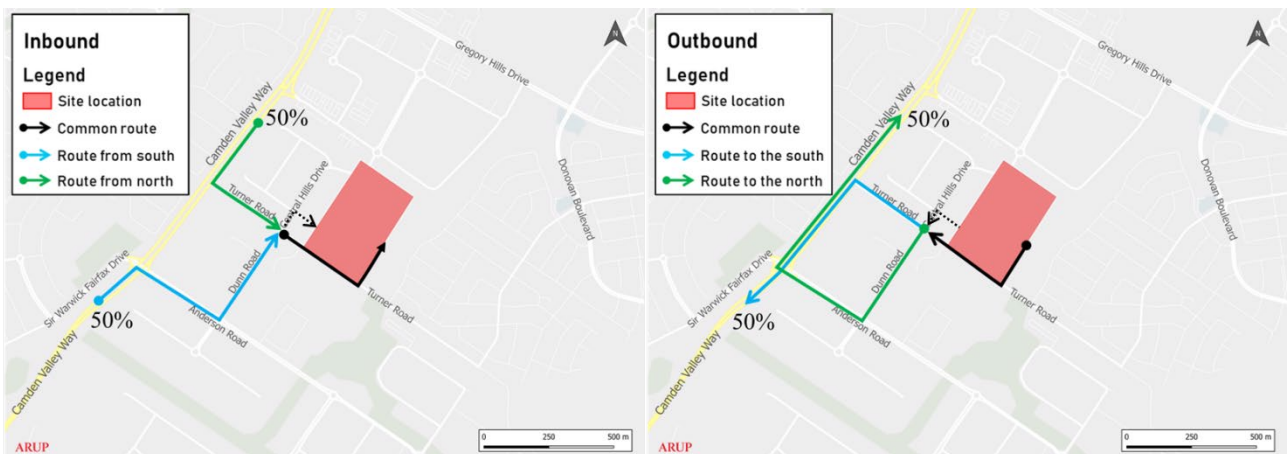 Inbound
Legend
Site location
Common route
Route from south
Route from north
N
Gregory Hills Drive
Camden Valley Way
50%
Hills Drive
Turner Road
Donovan Boulevard
Dunn Road
Sir Warwick Fairfax Drive
50%
Anderson Road
Turner Road
Camden Valley Way
ARUP
0 250 500 m
Outbound
Legend
Site location
Common route
Route to the south
Route to the north
N
Gregory Hills Drive
Camden Valley Way
50%
Hills Drive
Turner Road
Donovan Boulevard
Dunn Road
Sir Warwick Fairfax Drive
50%
Anderson Road
Turner Road
Camden Valley Way
ARUP
0 250 500 m